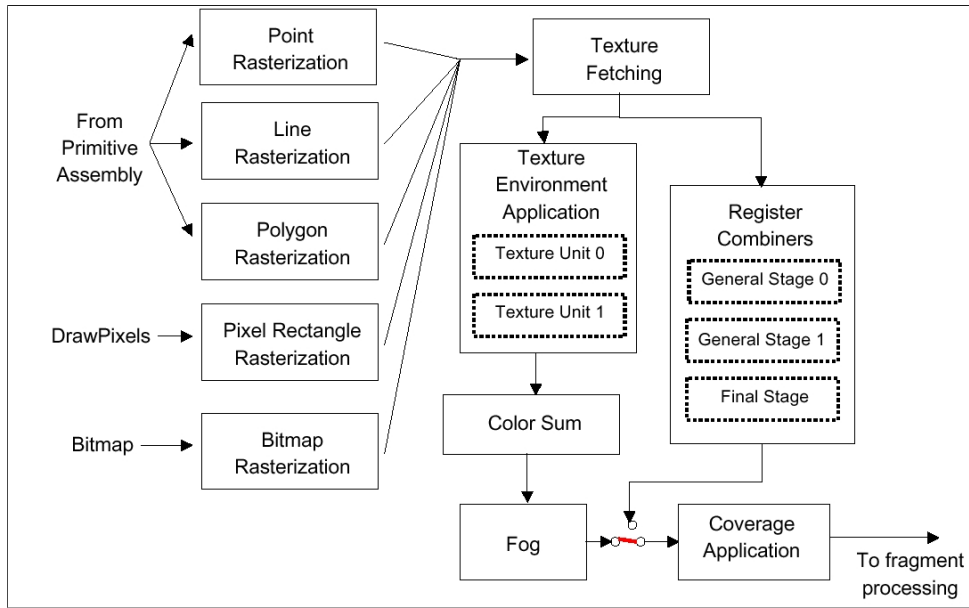 Point
Rasterization
Line
Rasterization
From
Primitive
Assembly
Polygon
Rasterization
DrawPixels
Pixel Rectangle
Rasterization
Bitmap
Bitmap
Rasterization
Texture
Fetching
Texture
Environment
Application
Texture Unit 0
Texture Unit 1
Color Sum
Fog
Register
Combiners
General Stage 0
General Stage 1
Final Stage
Coverage
Application
To fragment
processing